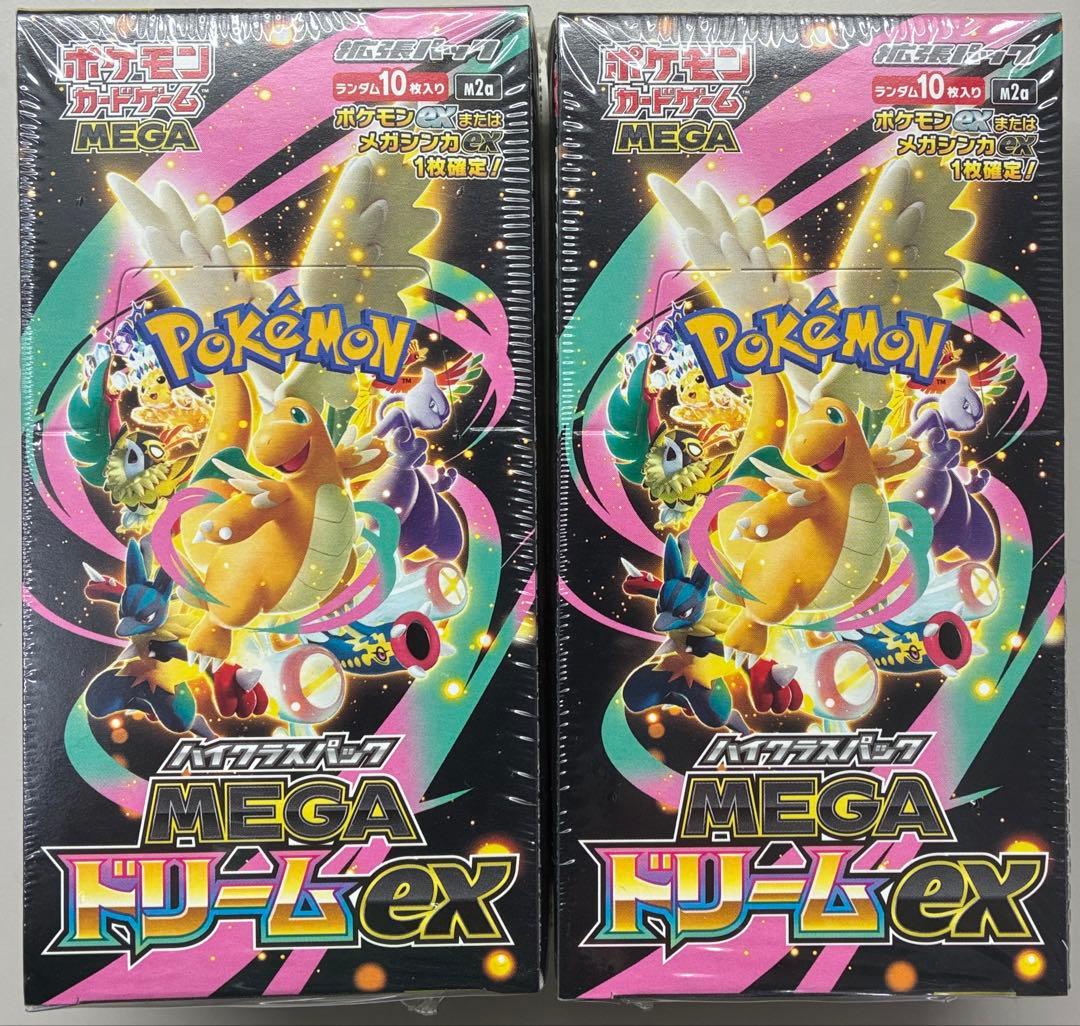 ポケモン
カードゲーム™
MEGA
拡張パック
ランダム10枚入り
M2a
ポケモンexまたは
メガシンカex
1枚確定!
POKéMON™
ハイクラスパック
MEGA
ドリームex
ポケモン
カードゲーム™
MEGA
拡張パック
ランダム10枚入り
M2a
ポケモンexまたは
メガシンカex
1枚確定!
POKéMON™
ハイクラスパック
MEGA
ドリームex